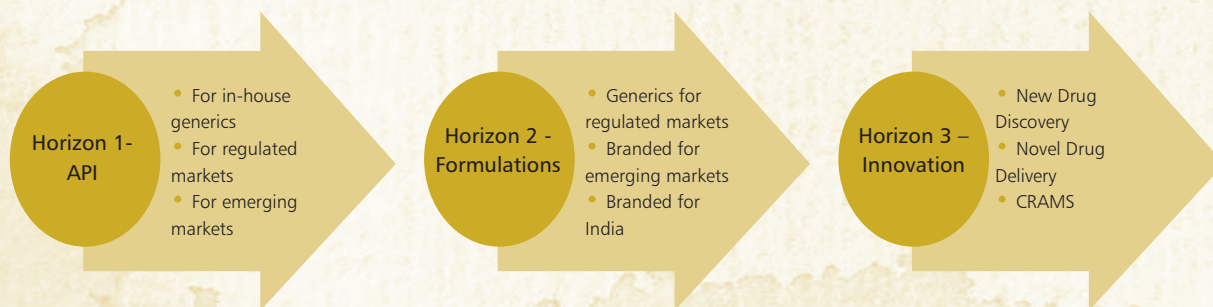 Horizon 1-
API
• For in-house
generics
• For regulated
markets
• For emerging
markets
Horizon 2 -
Formulations
• Generics for
regulated markets
• Branded for
emerging markets
• Branded for
India
Horizon 3 –
Innovation
• New Drug
Discovery
• Novel Drug
Delivery
• CRAMS